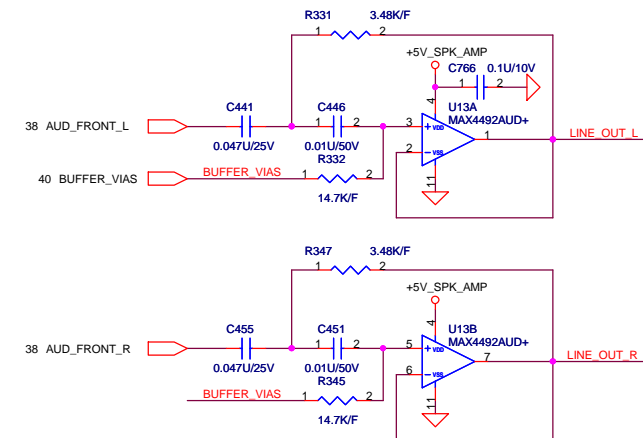 R331 3.48K/F
1 2
+5V_SPK_AMP
C766 0.1U/10V
1 2
C441 C446 4 U13A
MAX4492AUD+
38 AUD_FRONT_L 1 2 3 + VDD 1 LINE_OUT_L
0.047U/25V 0.01U/50V 2 - VSS
R332
40 BUFFER_VIAS BUFFER_VIAS 1 2 11
14.7K/F
R347 3.48K/F
1 2
+5V_SPK_AMP
C455 C451 4 U13B
MAX4492AUD+
38 AUD_FRONT_R 1 2 5 + VDD 7 LINE_OUT_R
0.047U/25V 0.01U/50V 6 - VSS
R345
BUFFER_VIAS 1 2 11
14.7K/F